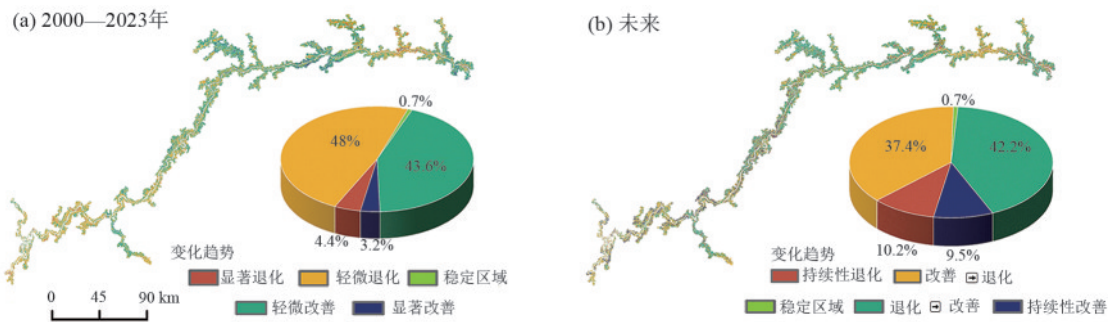 (a) 2000—2023年
0.7%
48%
43.6%
4.4%
3.2%
变化趋势
显著退化 轻微退化 稳定区域
轻微改善 显著改善
0 45 90 km
(b) 未来
0.7%
37.4%
42.2%
10.2%
9.5%
变化趋势
持续性退化 改善 → 退化
稳定区域 退化 → 改善 持续性改善